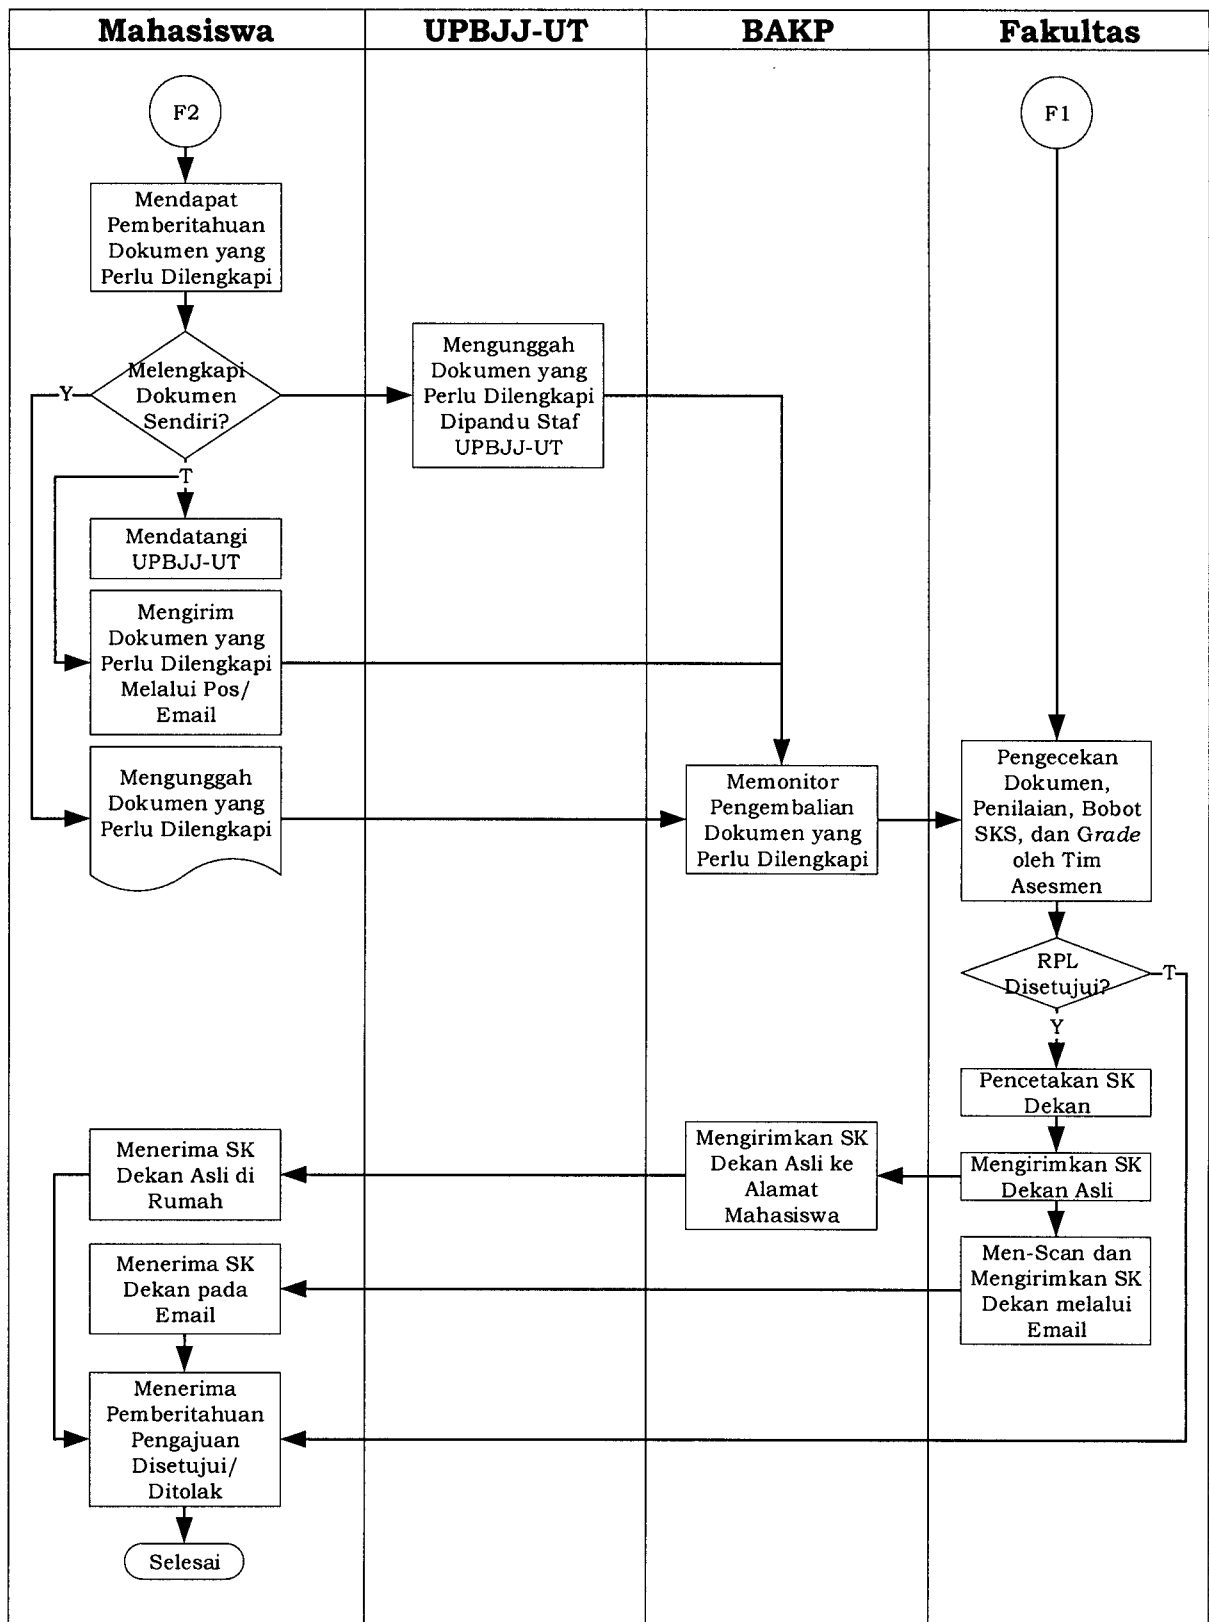 Mahasiswa
UPBJJ-UT
BAKP
Fakultas
F2
F1
Mendapat
Pemberitahuan
Dokumen yang
Perlu Dilengkapi
Melengkapi
Dokumen
Sendiri?
Y
T
Mengunggah
Dokumen yang
Perlu Dilengkapi
Dipandu Staf
UPBJJ-UT
Mendatangi
UPBJJ-UT
Mengirim
Dokumen yang
Perlu Dilengkapi
Melalui Pos/
Email
Mengunggah
Dokumen yang
Perlu Dilengkapi
Memonitor
Pengembalian
Dokumen yang
Perlu Dilengkapi
Pengecekan
Dokumen,
Penilaian, Bobot
SKS, dan Grade
oleh Tim
Asesmen
RPL
Disetujui?
T
Y
Pencetakan SK
Dekan
Mengirimkan SK
Dekan Asli
Mengirimkan SK
Dekan Asli ke
Alamat
Mahasiswa
Menerima SK
Dekan Asli di
Rumah
Men-Scan dan
Mengirimkan SK
Dekan melalui
Email
Menerima SK
Dekan pada
Email
Menerima
Pemberitahuan
Pengajuan
Disetujui/
Ditolak
Selesai